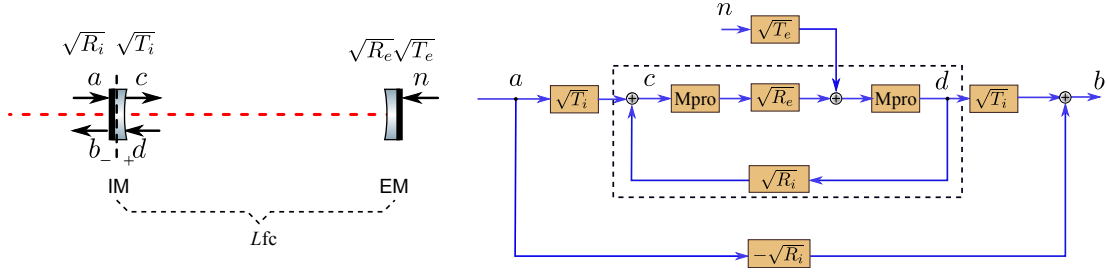 √R_i √T_i
√R_e √T_e
a c
n
b_− +d
IM
EM
Lfc
n
√T_e
a
√T_i
c
Mpro
√R_e
Mpro
d
√T_i
b
√R_i
−√R_i